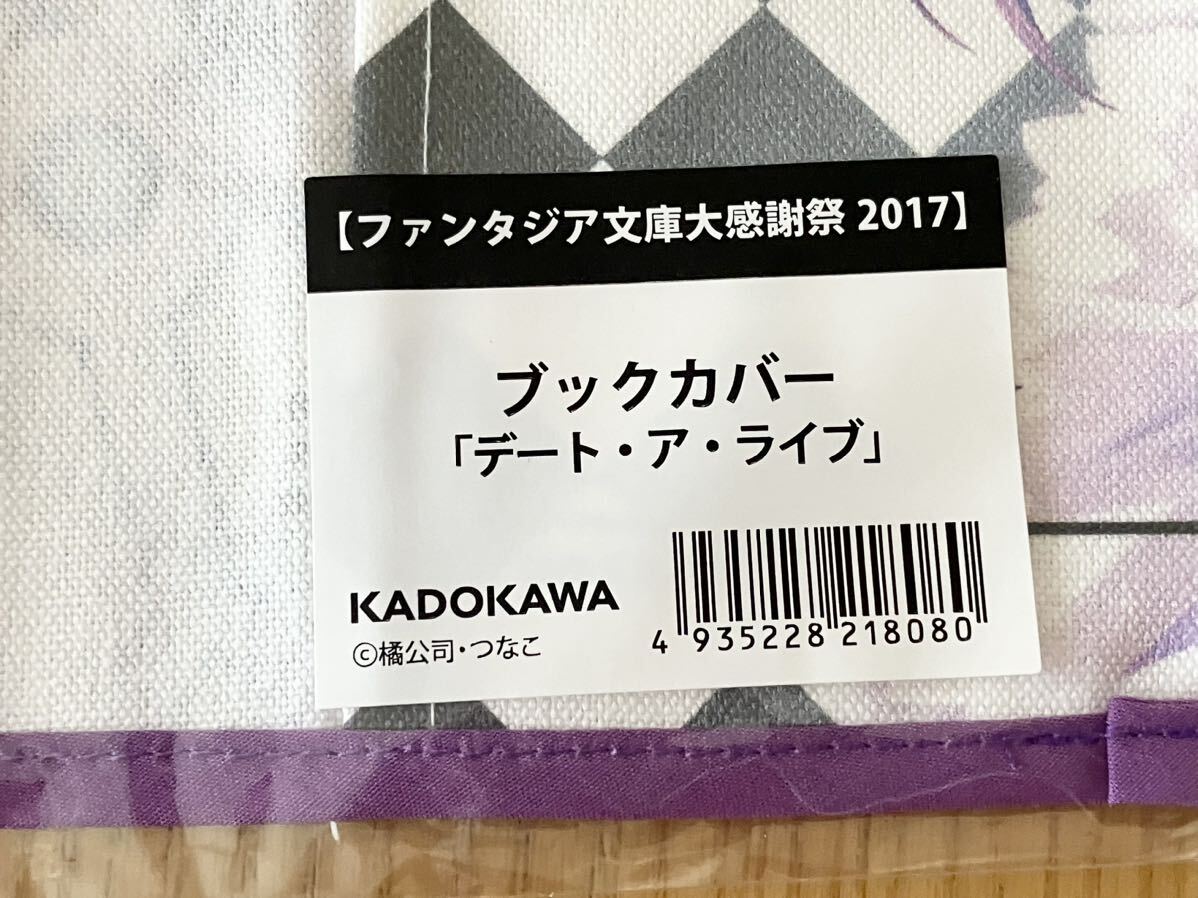 【ファンタジア文庫大感謝祭 2017】
ブックカバー
「デート・ア・ライブ」
KADOKAWA
©橘公司・つなこ
4 935228 218080